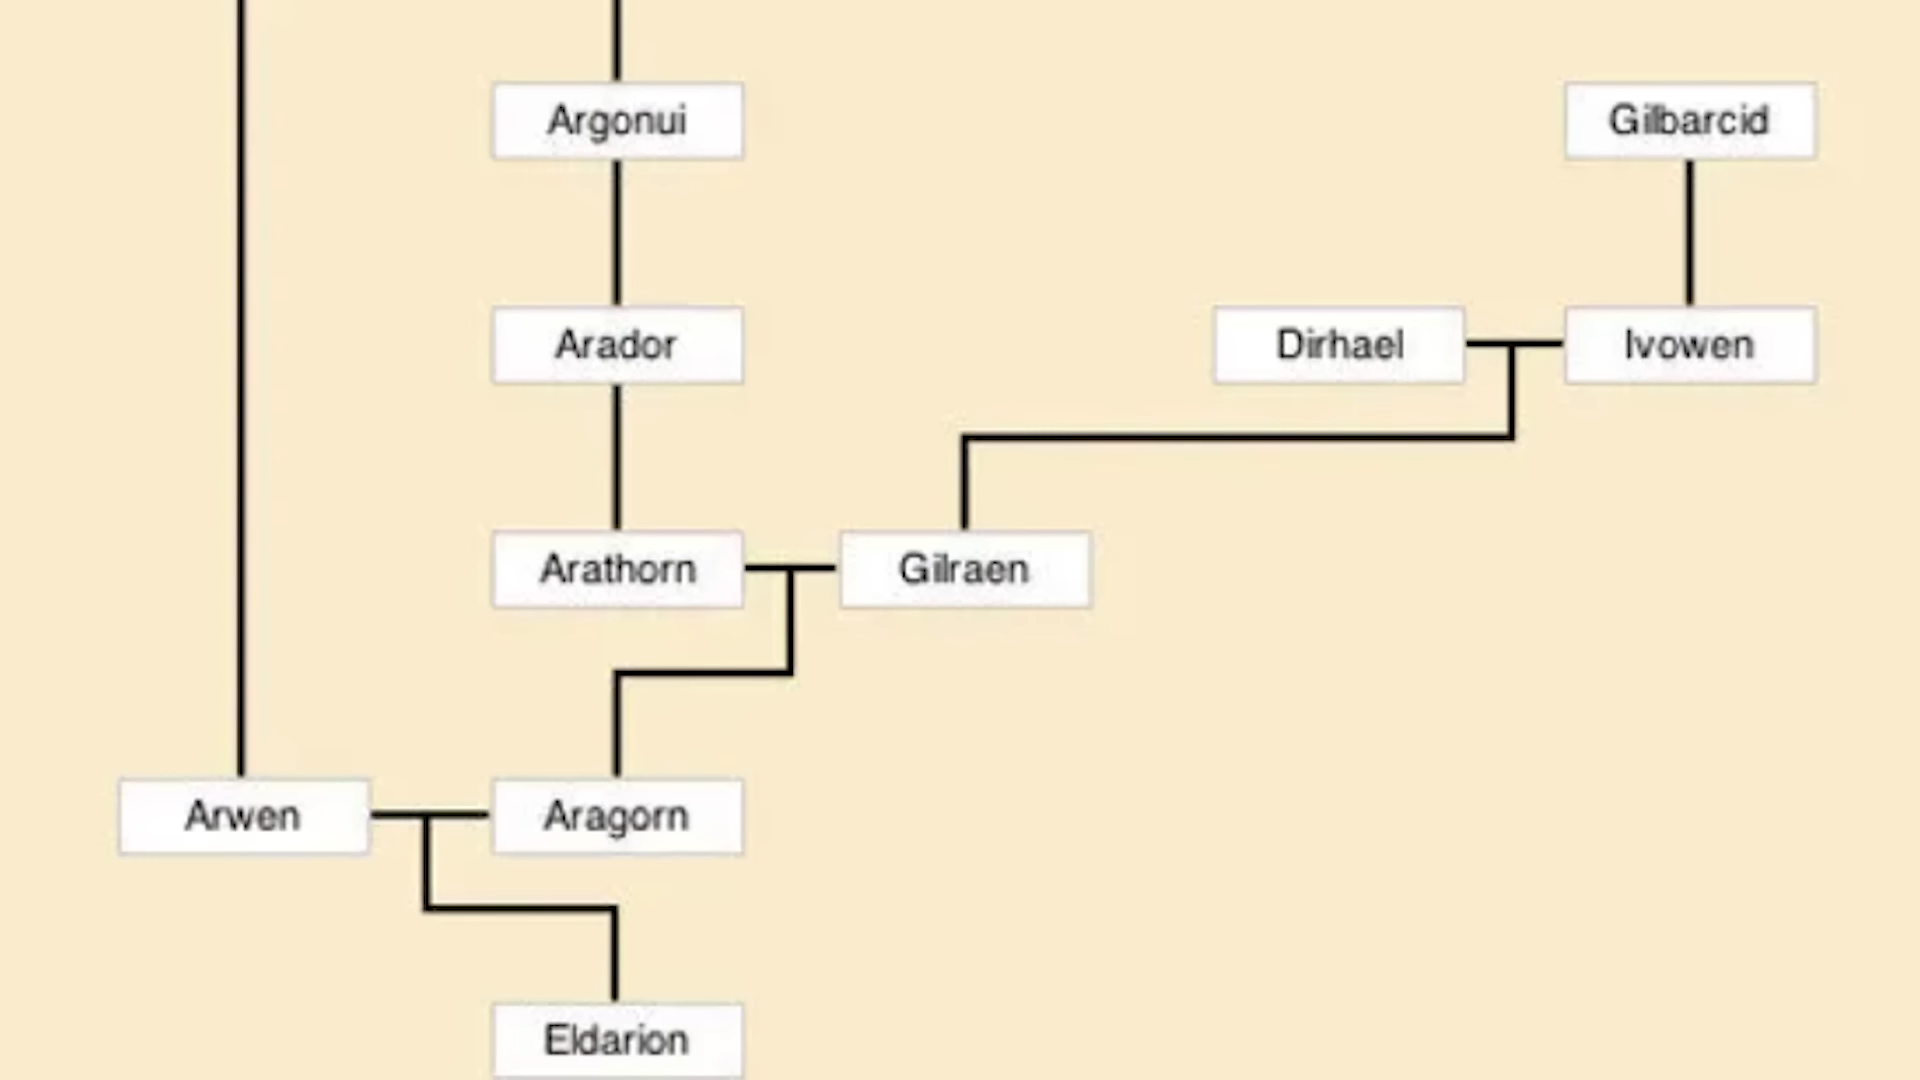 Argonui
Gilbarcid
Arador
Dirhael
Ivowen
Arathorn
Gilraen
Arwen
Aragorn
Eldarion